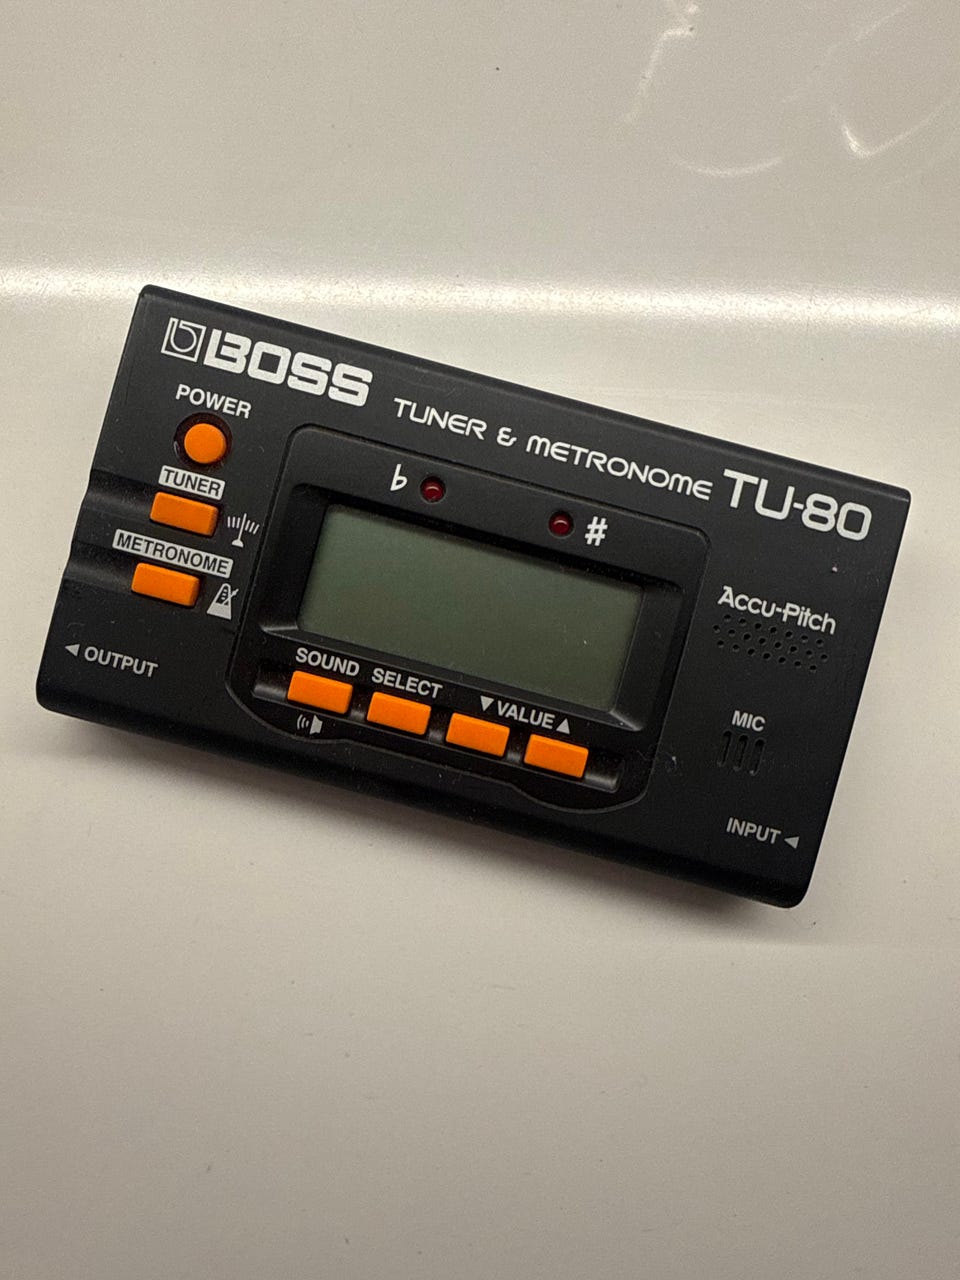 BOSS
TUNER & METRONOME TU-80
POWER
TUNER
METRONOME
◀ OUTPUT
♭
#
SOUND
SELECT
▼ VALUE ▲
Accu-Pitch
MIC
INPUT ◀